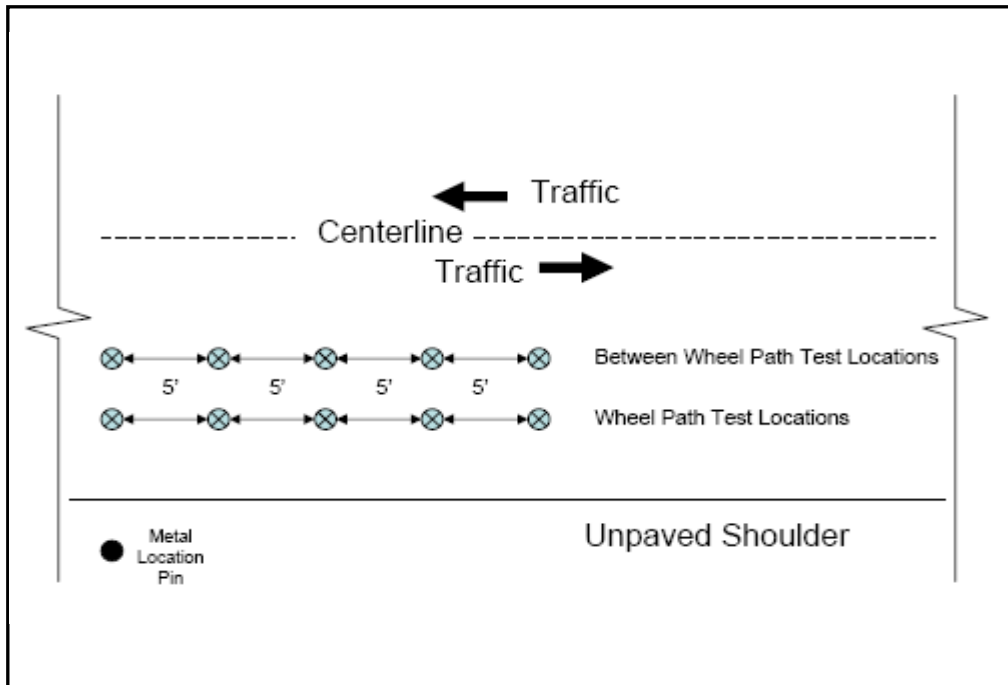 Traffic
Centerline
Traffic
Between Wheel Path Test Locations
5' 5' 5' 5'
Wheel Path Test Locations
Metal
Location
Pin
Unpaved Shoulder